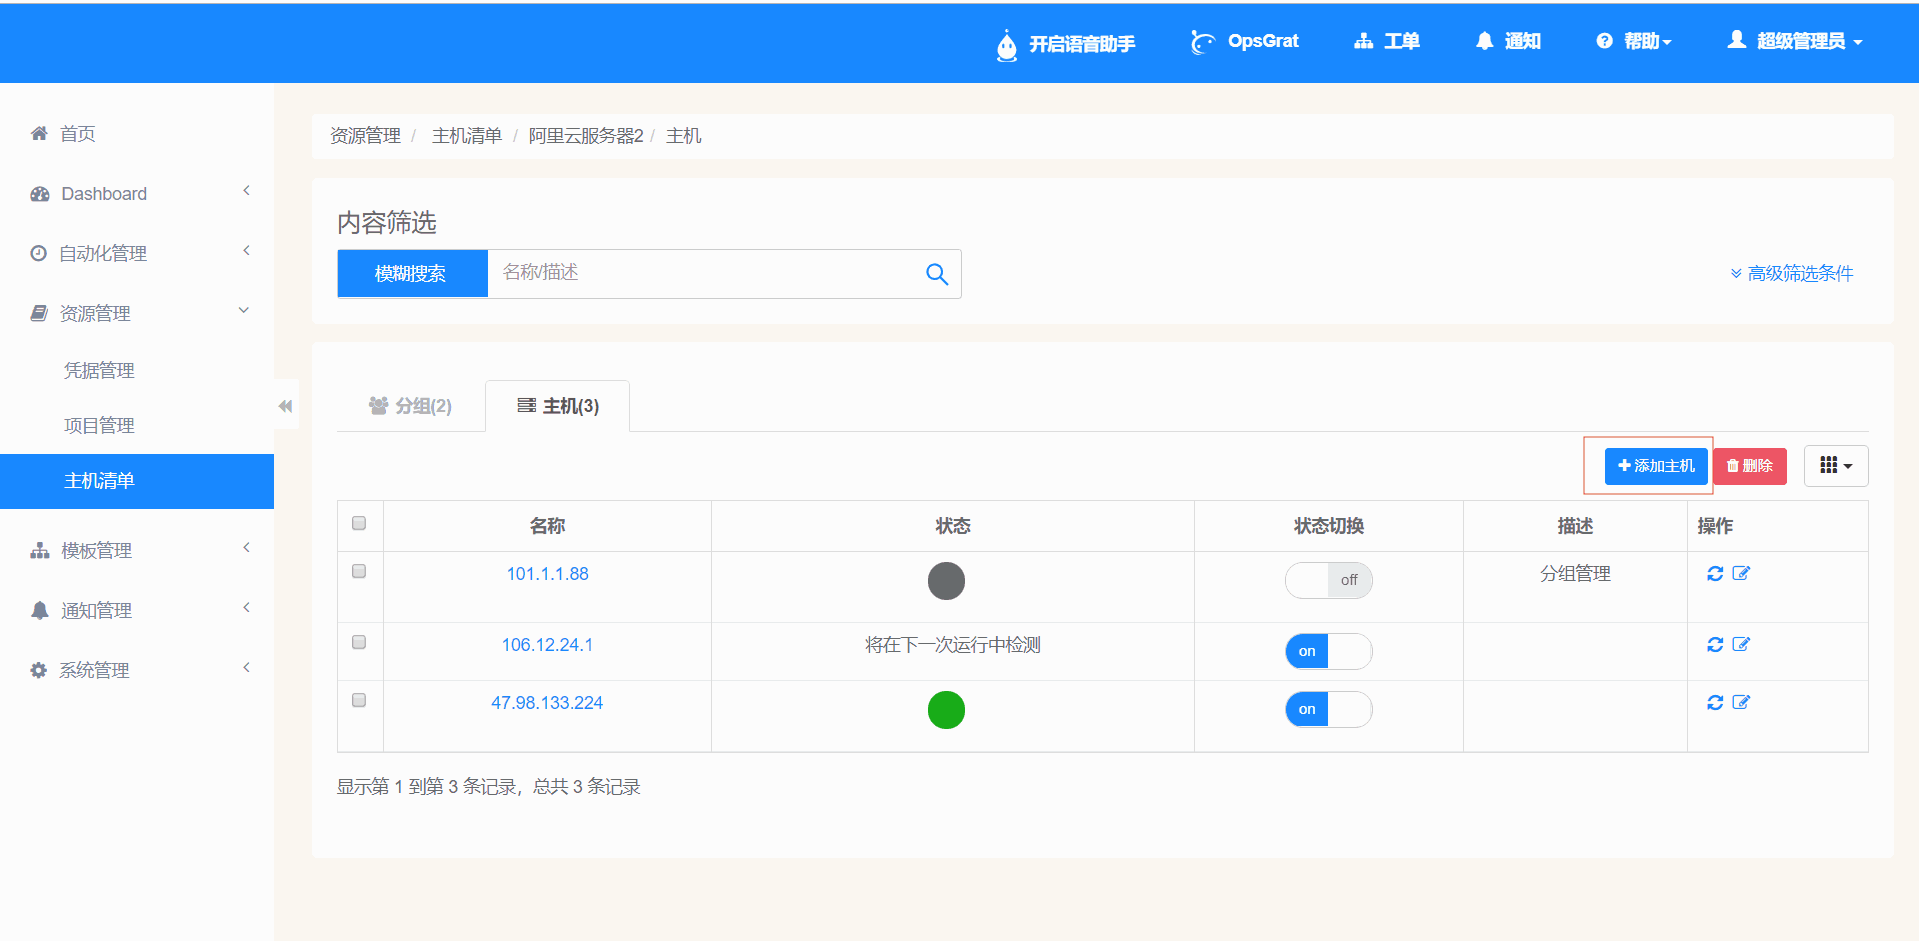 开启语音助手 OpsGrat 工单 通知 帮助 超级管理员
首页
Dashboard
自动化管理
资源管理
凭据管理
项目管理
主机清单
模板管理
通知管理
系统管理
资源管理 / 主机清单 / 阿里云服务器2 / 主机
内容筛选
模糊搜索 名称/描述
高级筛选条件
分组(2) 主机(3)
添加主机 删除
名称 状态 状态切换 描述 操作
101.1.1.88 off 分组管理
106.12.24.1 将在下一次运行中检测 on
47.98.133.224 on
显示第 1 到第 3 条记录，总共 3 条记录